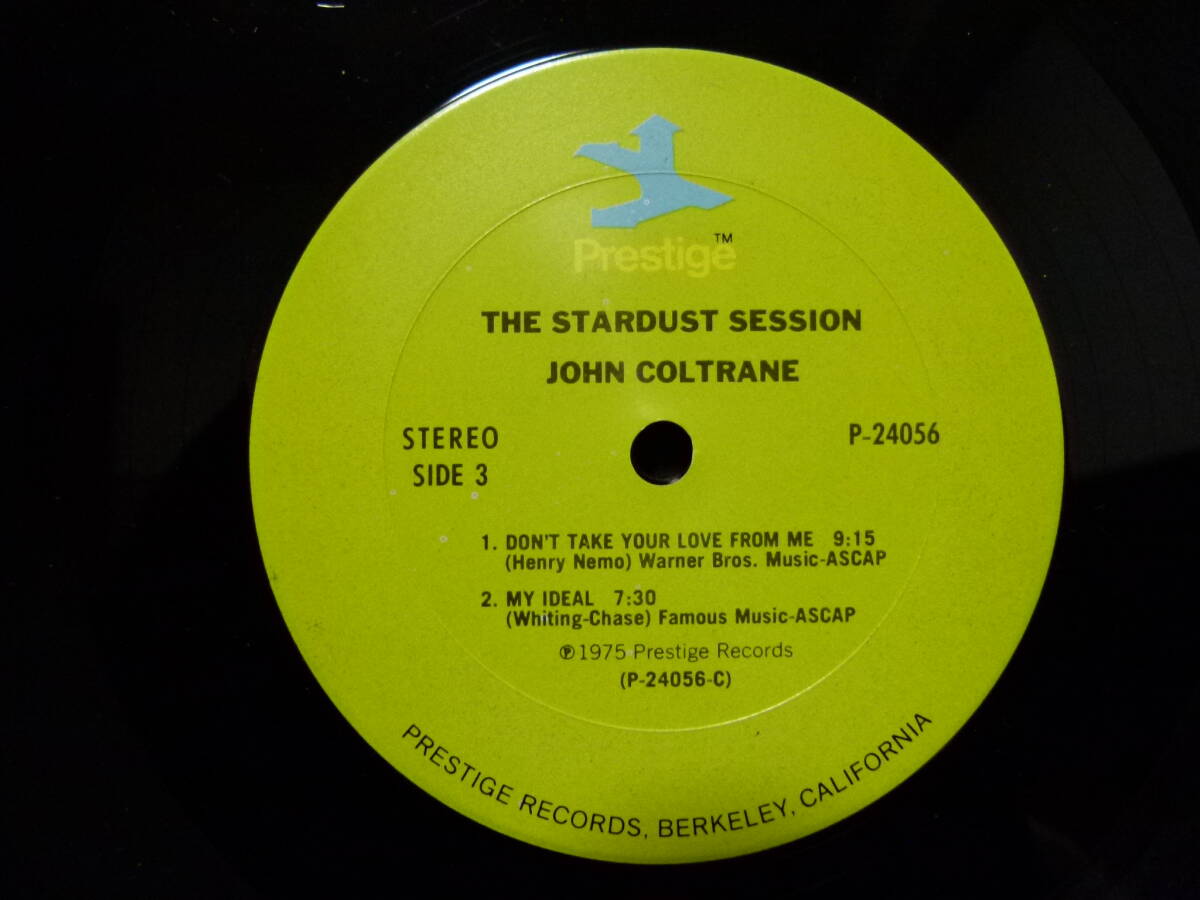 Prestige™
THE STARDUST SESSION
JOHN COLTRANE
STEREO
SIDE 3
P-24056
1. DON'T TAKE YOUR LOVE FROM ME 9:15
(Henry Nemo) Warner Bros. Music-ASCAP
2. MY IDEAL 7:30
(Whiting-Chase) Famous Music-ASCAP
℗1975 Prestige Records
(P-24056-C)
PRESTIGE RECORDS, BERKELEY, CALIFORNIA